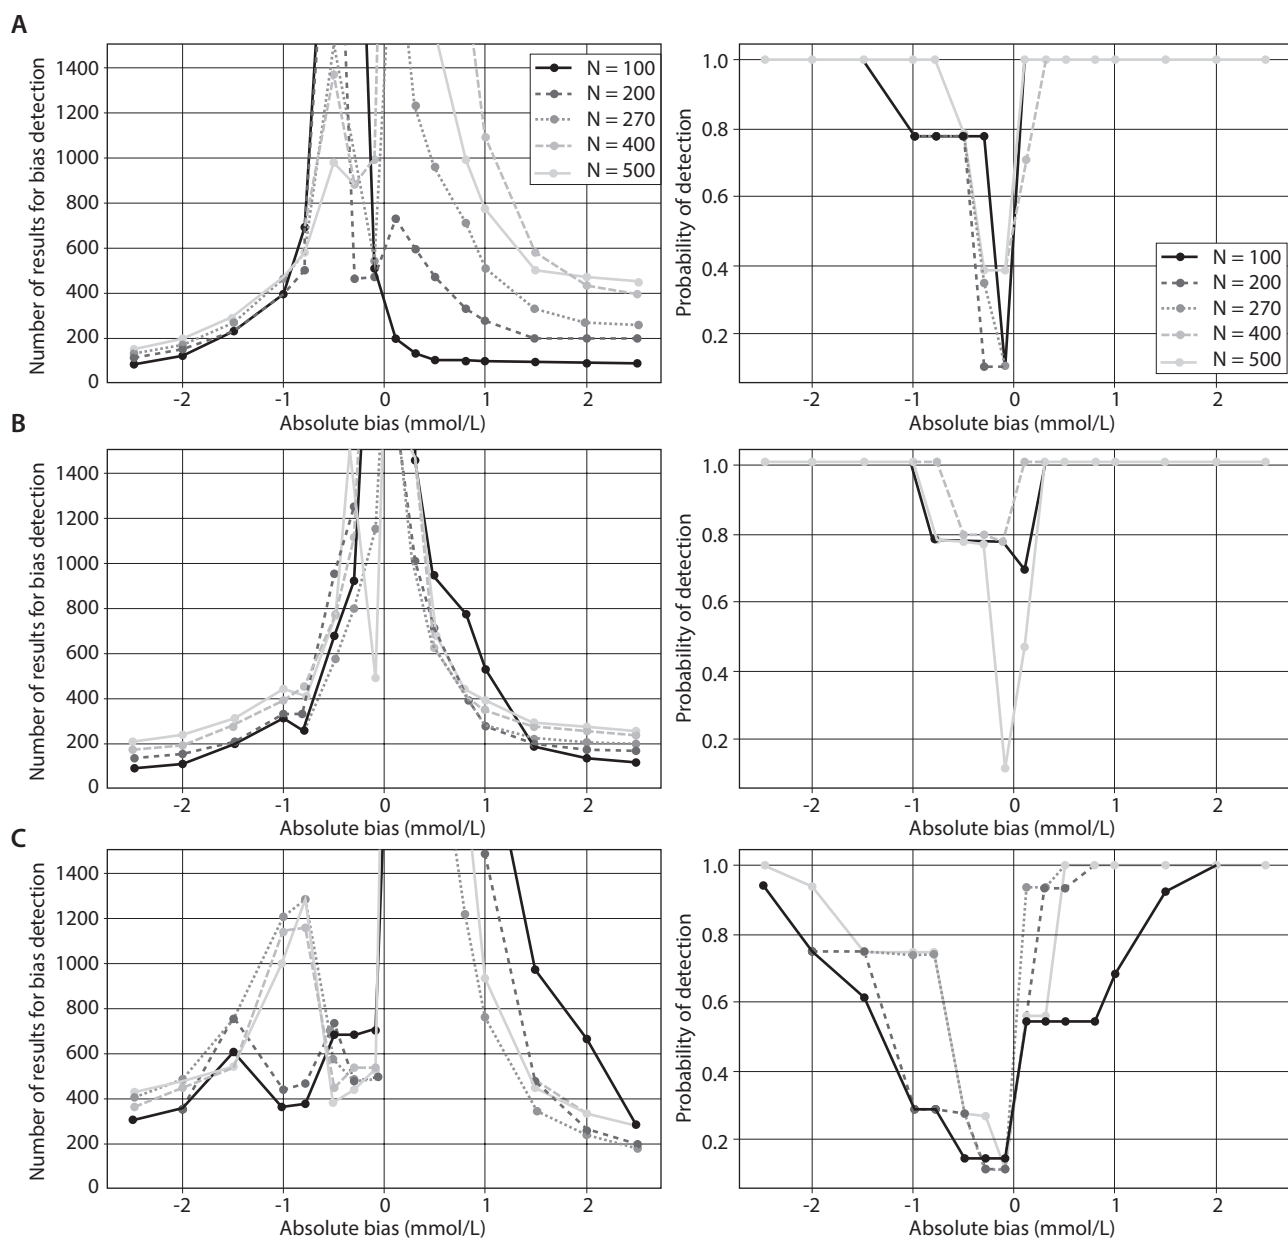 A
Number of results for bias detection
1400
1200
1000
800
600
400
200
0
-2
-1
0
1
2
Absolute bias (mmol/L)
N = 100
N = 200
N = 270
N = 400
N = 500
Probability of detection
1.0
0.8
0.6
0.4
0.2
-2
-1
0
1
2
Absolute bias (mmol/L)
N = 100
N = 200
N = 270
N = 400
N = 500
B
Number of results for bias detection
1400
1200
1000
800
600
400
200
0
-2
-1
0
1
2
Absolute bias (mmol/L)
Probability of detection
1.0
0.8
0.6
0.4
0.2
-2
-1
0
1
2
Absolute bias (mmol/L)
C
Number of results for bias detection
1400
1200
1000
800
600
400
200
0
-2
-1
0
1
2
Absolute bias (mmol/L)
Probability of detection
1.0
0.8
0.6
0.4
0.2
-2
-1
0
1
2
Absolute bias (mmol/L)